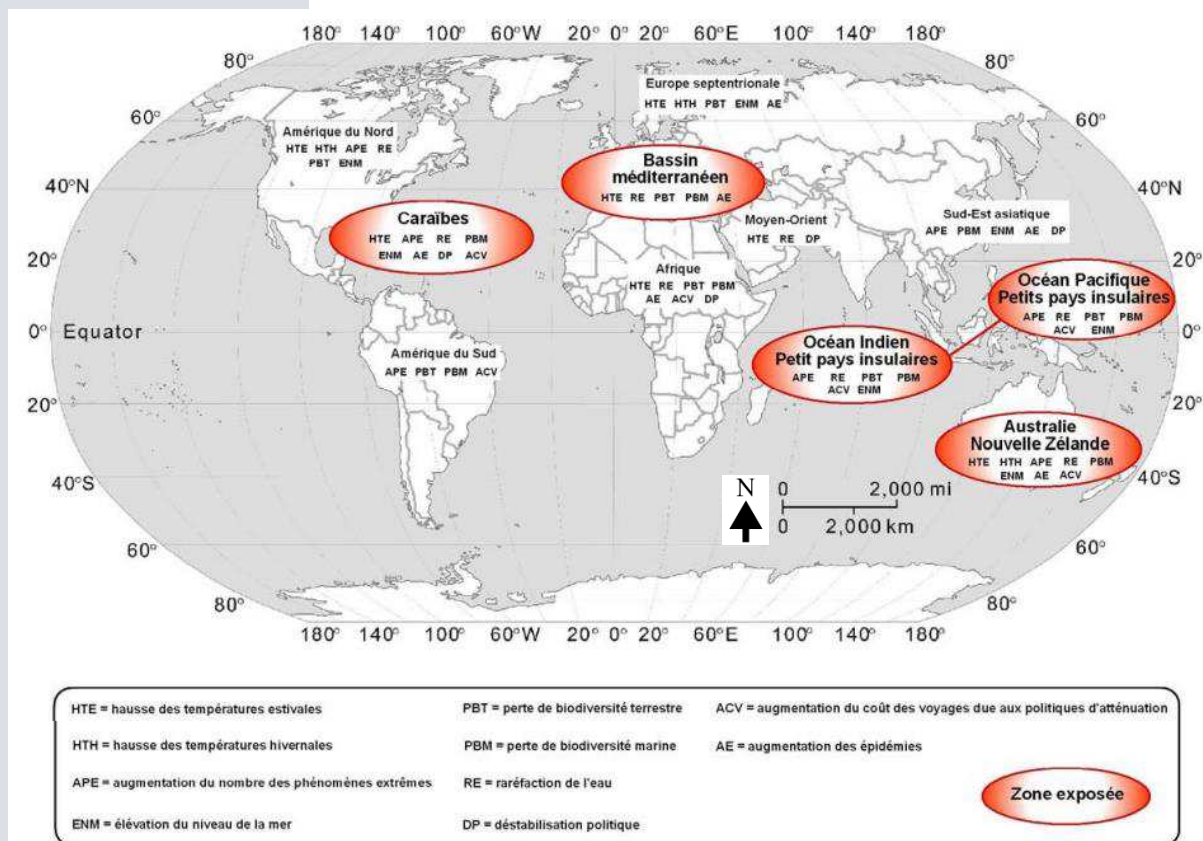 180° 140° 100° 60°W 20° 0° 20° 60°E 100° 140° 180°
80° 80°
Europe septentrionale
HTE HTH PBT ENM AE
60° 60°
Amérique du Nord
HTE HTH APE RE
PBT ENM
Bassin
méditerranéen
HTE RE PBT PBM AE
40°N 40°N
Caraïbes
HTE APE RE PBM
ENM AE DP ACV
Moyen-Orient
HTE RE DP
Sud-Est asiatique
APE PBM ENM AE DP
20° 20°
Afrique
HTE RE PBT PBM
AE ACV DP
Océan Pacifique
Petits pays insulaires
APE RE PBT PBM
ACV ENM
0° Equator 0°
Océan Indien
Petit pays insulaires
APE RE PBT PBM
ACV ENM
Amérique du Sud
APE PBT PBM ACV
20° 20°
Australie
Nouvelle Zélande
HTE HTH APE RE PBM
ENM AE ACV
40°S 40°S
N
0 2,000 mi
0 2,000 km
60° 60°
80° 80°
180° 140° 100° 60°W 20° 0° 20° 60°E 100° 140° 180°
HTE = hausse des températures estivales
HTH = hausse des températures hivernales
APE = augmentation du nombre des phénomènes extrêmes
ENM = élévation du niveau de la mer
PBT = perte de biodiversité terrestre
PBM = perte de biodiversité marine
RE = raréfaction de l'eau
DP = déstabilisation politique
ACV = augmentation du coût des voyages due aux politiques d'atténuation
AE = augmentation des épidémies
Zone exposée